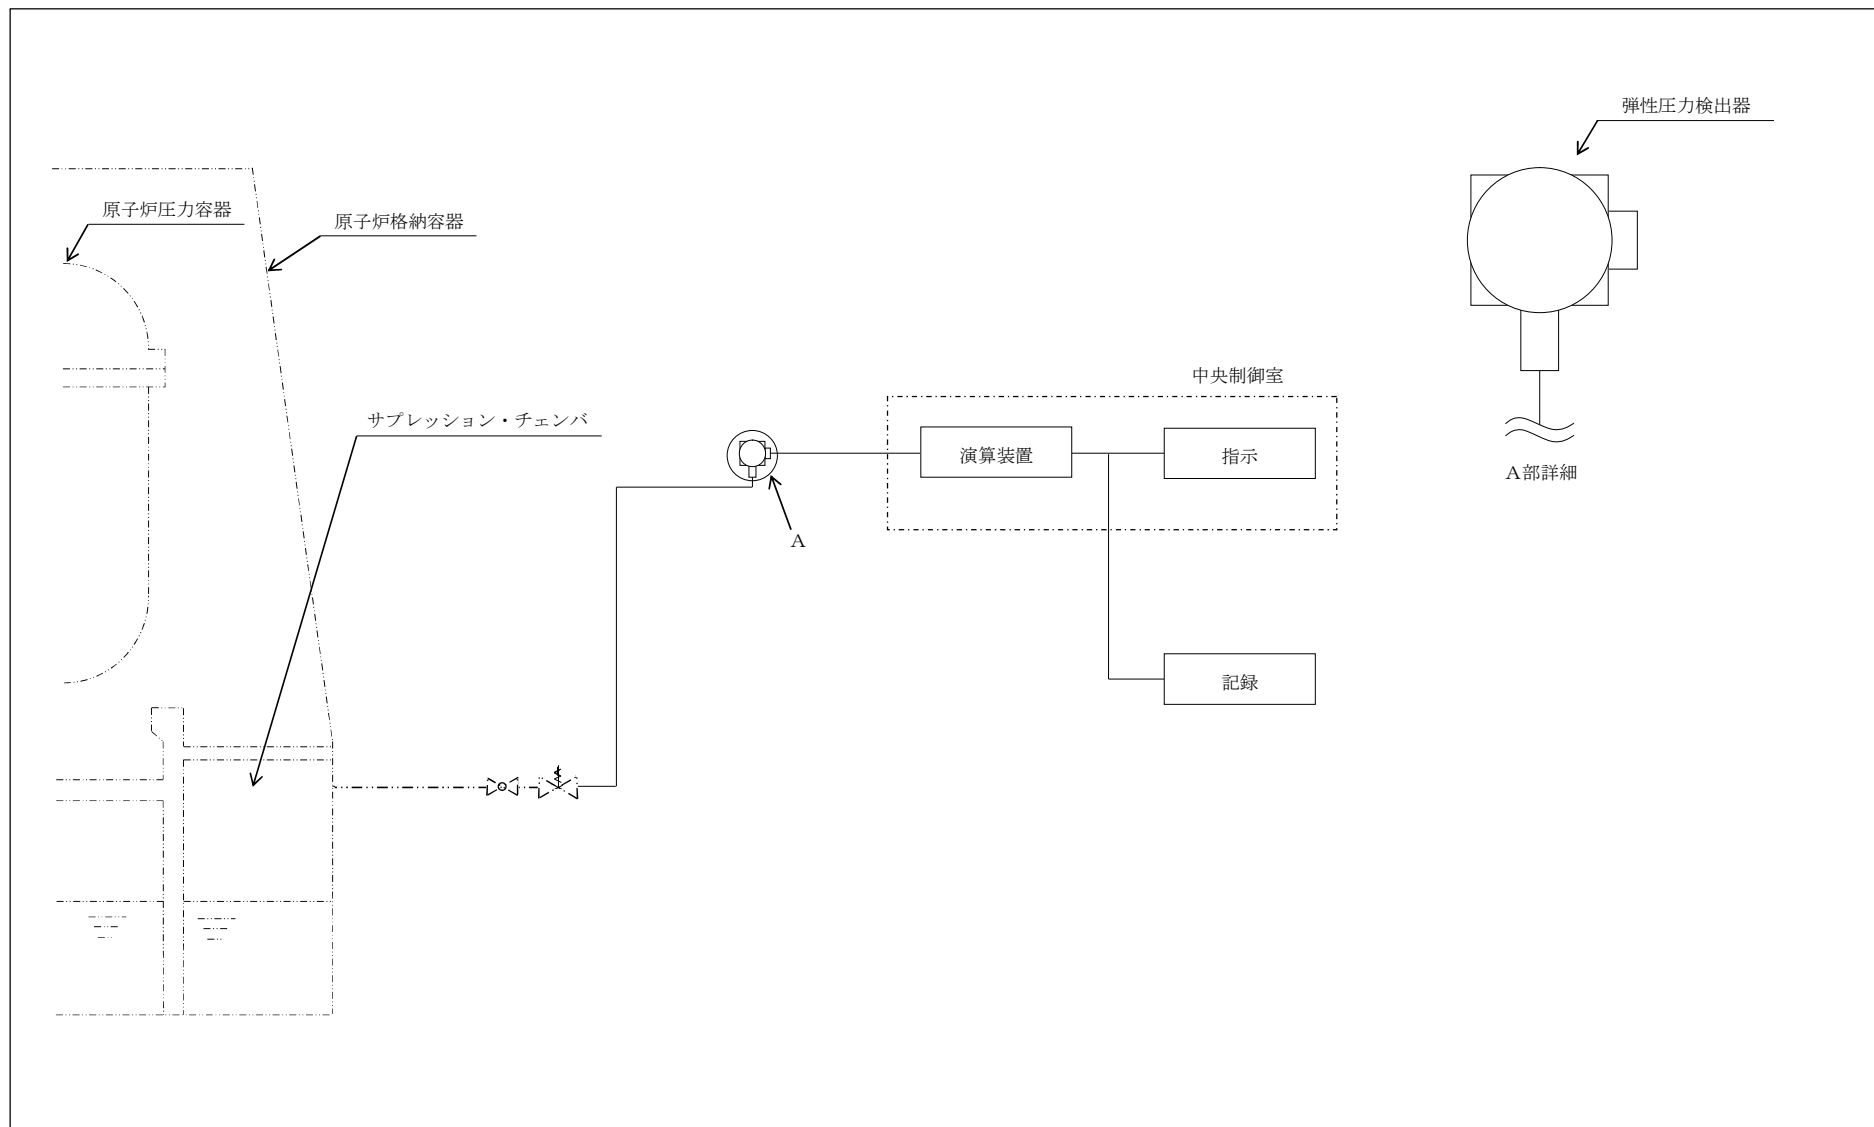 弾性圧力検出器
原子炉圧力容器
原子炉格納容器
中央制御室
サプレッション・チェンバ
演算装置
指示
A部詳細
A
記録